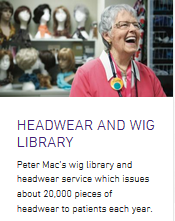 HEADWEAR AND WIG
LIBRARY
Peter Mac's wig library and
headwear service which issues
about 20,000 pieces of
headwear to patients each year.